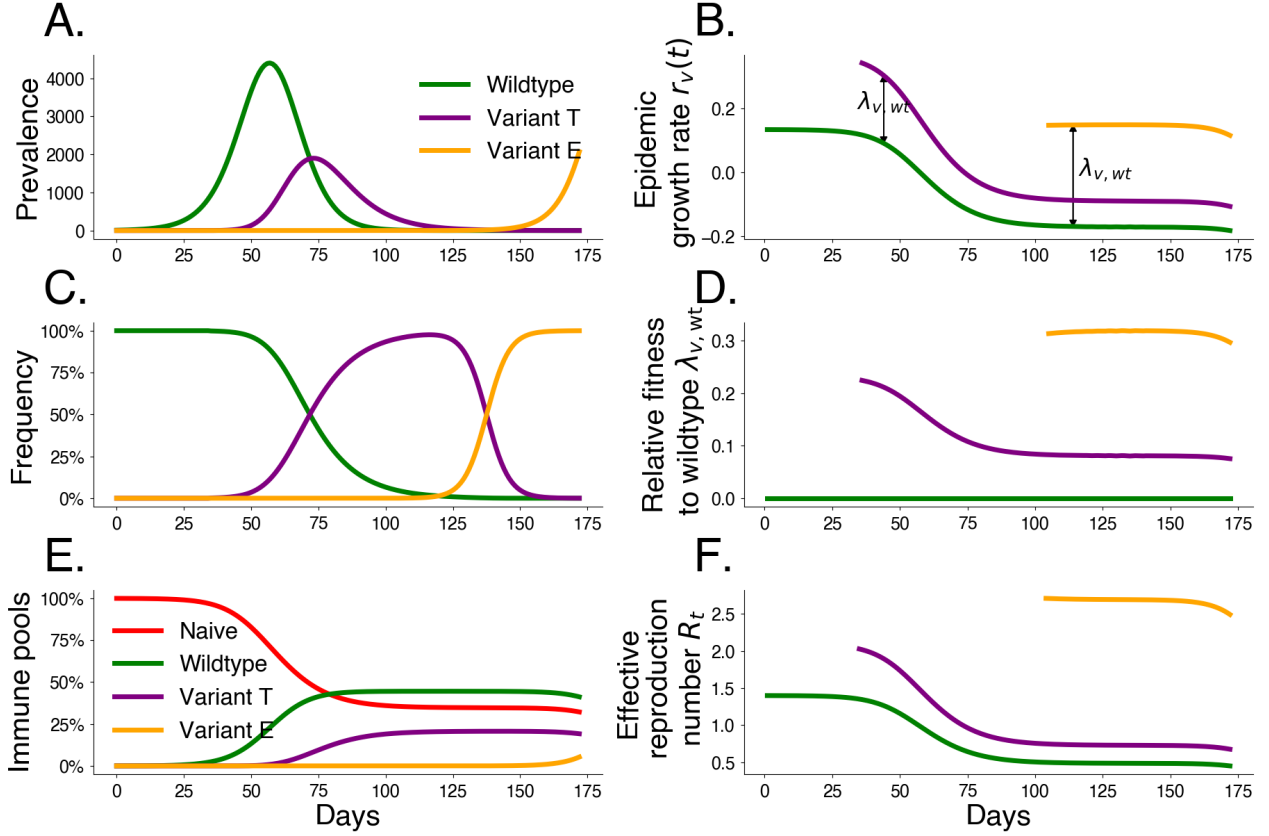 A.
Prevalence
4000
3000
2000
1000
0
Wildtype
Variant T
Variant E
0 25 50 75 100 125 150 175
B.
Epidemic
growth rate r_v(t)
0.2
0.0
−0.2
λ_{v, wt}
λ_{v, wt}
0 25 50 75 100 125 150 175
C.
Frequency
100%
75%
50%
25%
0%
0 25 50 75 100 125 150 175
D.
Relative fitness
to wildtype λ_{v, wt}
0.3
0.2
0.1
0.0
0 25 50 75 100 125 150 175
E.
Immune pools
100%
75%
50%
25%
0%
Naive
Wildtype
Variant T
Variant E
0 25 50 75 100 125 150 175
Days
F.
Effective
reproduction
number R_t
2.5
2.0
1.5
1.0
0.5
0 25 50 75 100 125 150 175
Days